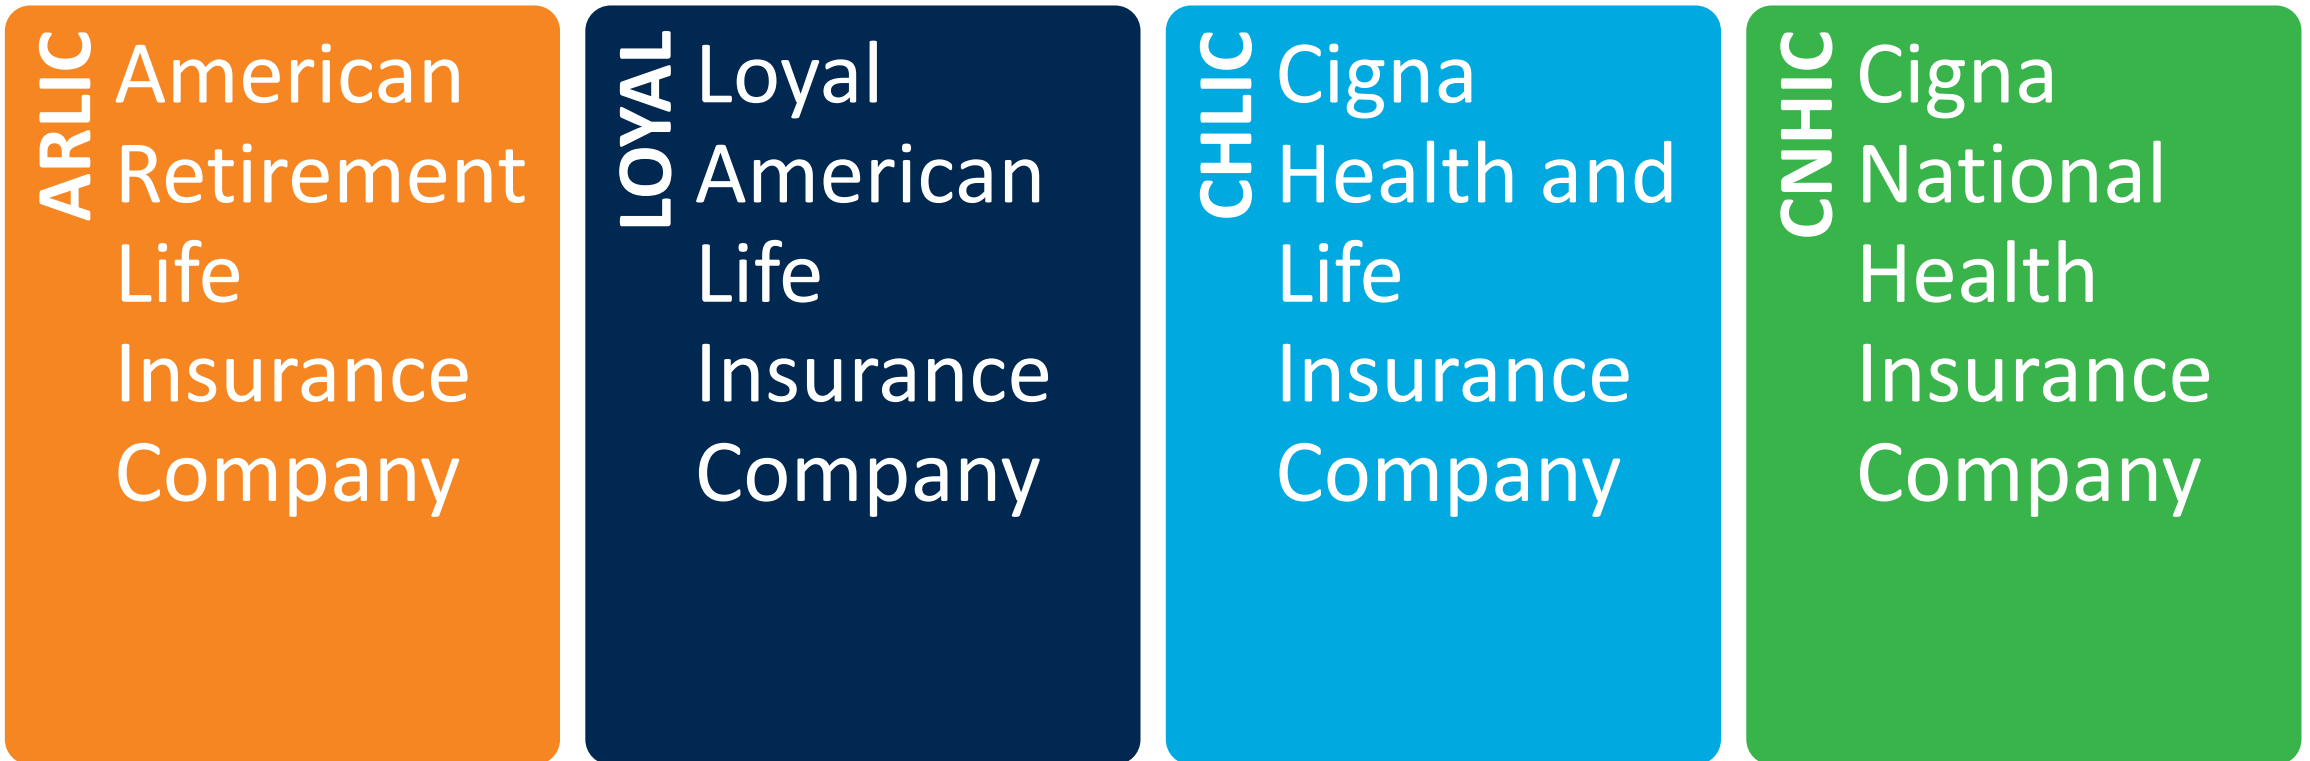 ARLIC
American
Retirement
Life
Insurance
Company
LOYAL
Loyal
American
Life
Insurance
Company
CHLIC
Cigna
Health and
Life
Insurance
Company
CNHIC
Cigna
National
Health
Insurance
Company